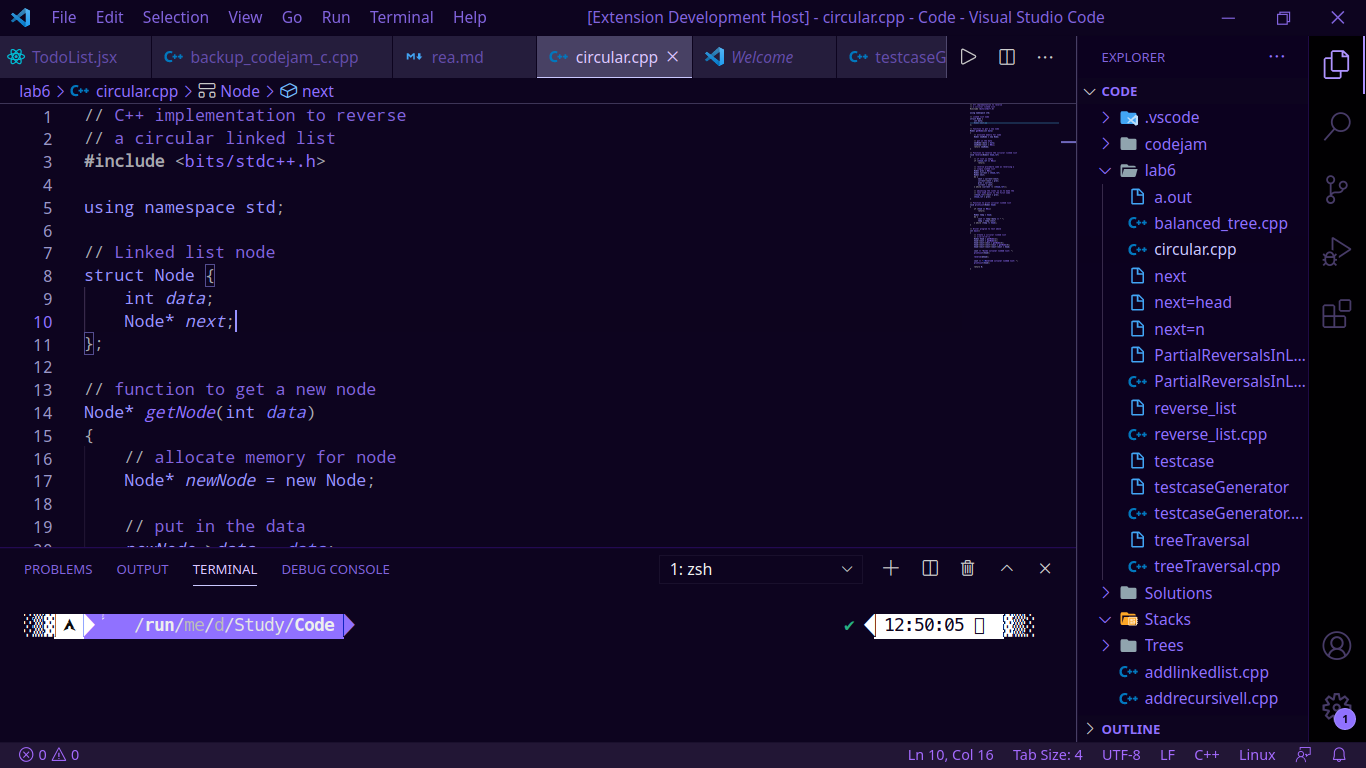 File Edit Selection View Go Run Terminal Help [Extension Development Host] - circular.cpp - Code - Visual Studio Code
TodoList.jsx backup_codejam_c.cpp rea.md circular.cpp Welcome testcaseG
lab6 > circular.cpp > Node > next
1 // C++ implementation to reverse
2 // a circular linked list
3 #include <bits/stdc++.h>
4
5 using namespace std;
6
7 // Linked list node
8 struct Node {
9 int data;
10 Node* next;
11 };
12
13 // function to get a new node
14 Node* getNode(int data)
15 {
16 // allocate memory for node
17 Node* newNode = new Node;
18
19 // put in the data
PROBLEMS OUTPUT TERMINAL DEBUG CONSOLE 1: zsh
/run/me/d/Study/Code ✔ 12:50:05
EXPLORER
CODE
.vscode
codejam
lab6
a.out
balanced_tree.cpp
circular.cpp
next
next=head
next=n
PartialReversalsInL...
PartialReversalsInL...
reverse_list
reverse_list.cpp
testcase
testcaseGenerator
testcaseGenerator....
treeTraversal
treeTraversal.cpp
Solutions
Stacks
Trees
addlinkedlist.cpp
addrecursivell.cpp
OUTLINE
1
0 0 Ln 10, Col 16 Tab Size: 4 UTF-8 LF C++ Linux